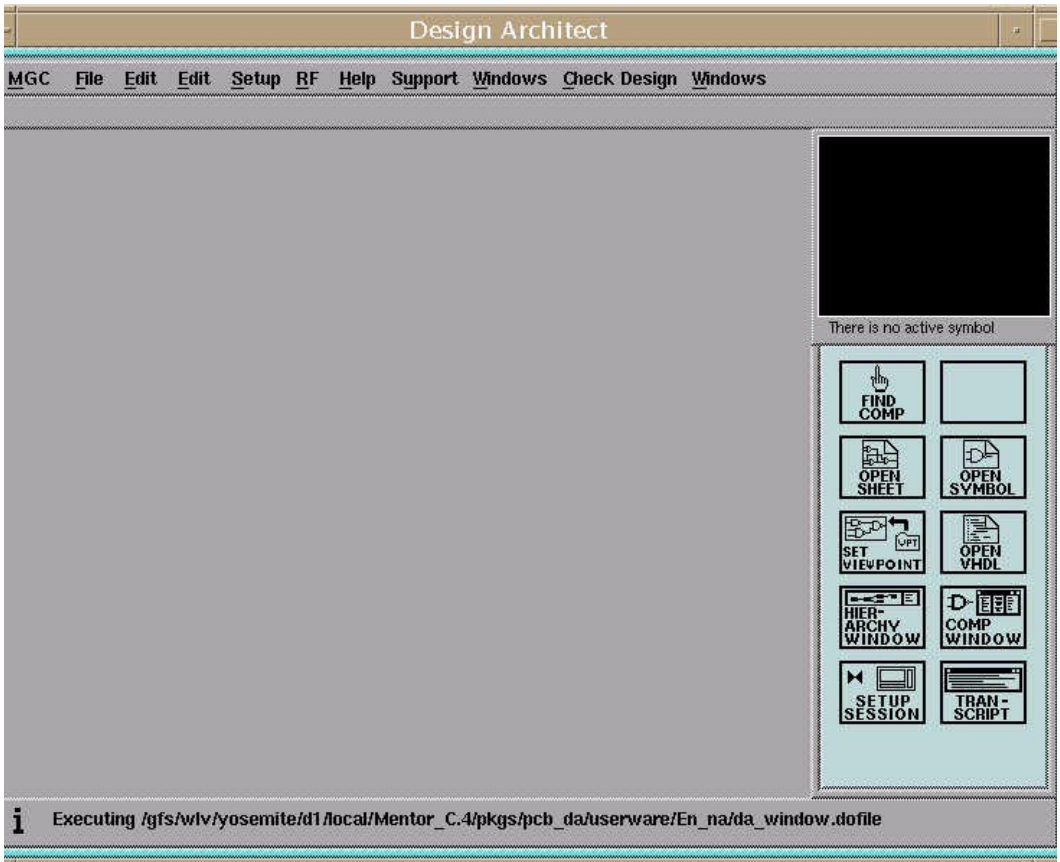 Design Architect
MGC File Edit Edit Setup RF Help Support Windows Check Design Windows
There is no active symbol
FIND
COMP
OPEN
SHEET
OPEN
SYMBOL
SET
VIEWPOINT
VPT
OPEN
VHDL
HIER-
ARCHY
WINDOW
COMP
WINDOW
SETUP
SESSION
TRAN-
SCRIPT
i Executing /gfs/wlv/yosemite/d1/local/Mentor_C.4/pkgs/pcb_da/userware/En_na/da_window.dofile